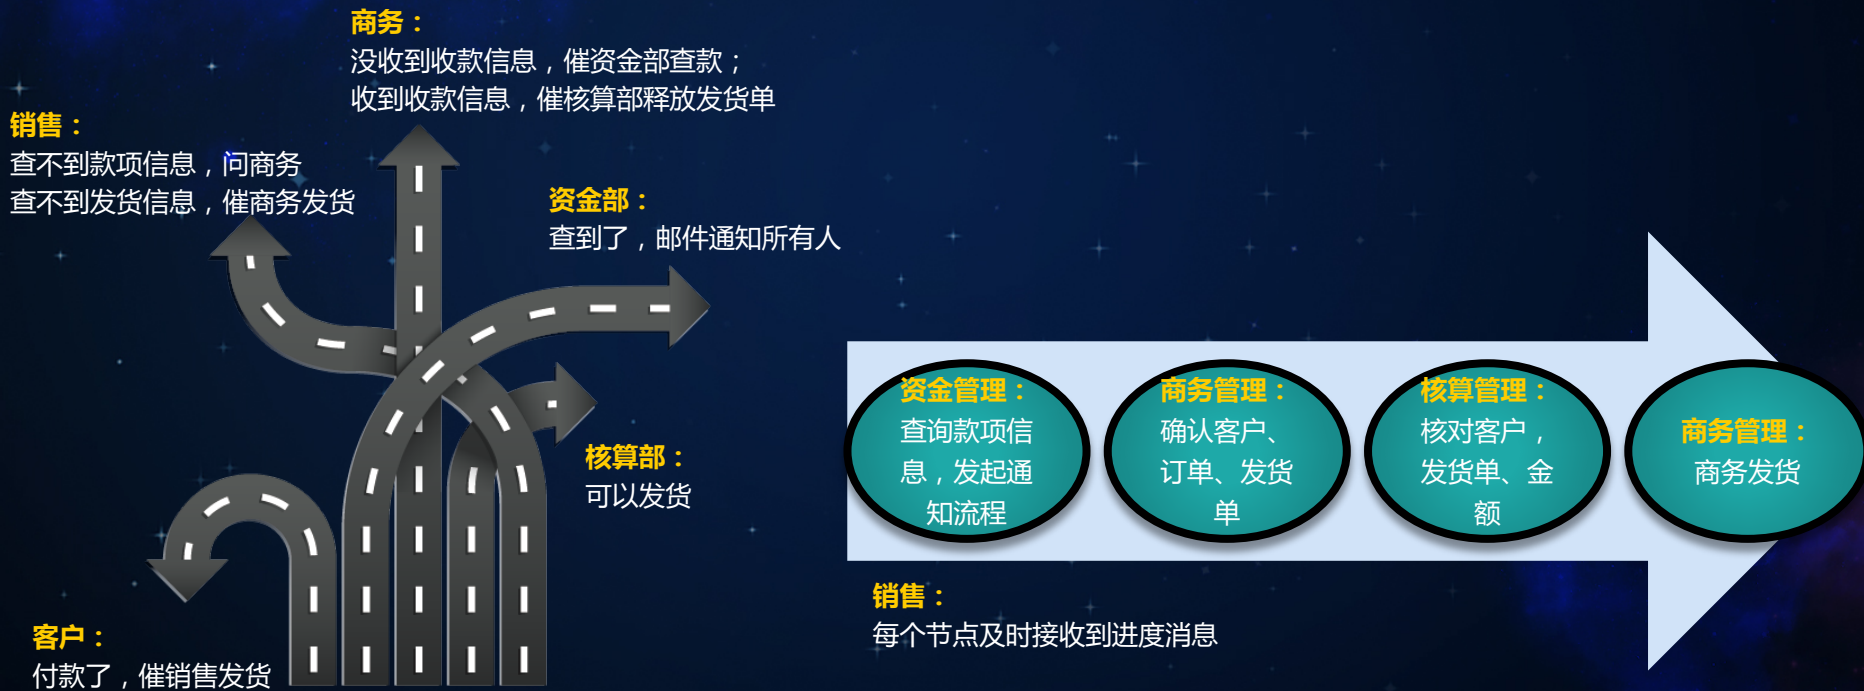 商务：
没收到收款信息，催资金部查款；
收到收款信息，催核算部释放发货单
销售：
查不到款项信息，问商务
查不到发货信息，催商务发货
资金部：
查到了，邮件通知所有人
核算部：
可以发货
客户：
付款了，催销售发货
资金管理：
查询款项信
息，发起通
知流程
商务管理：
确认客户、
订单、发货
单
核算管理：
核对客户，
发货单、金
额
商务管理：
商务发货
销售：
每个节点及时接收到进度消息